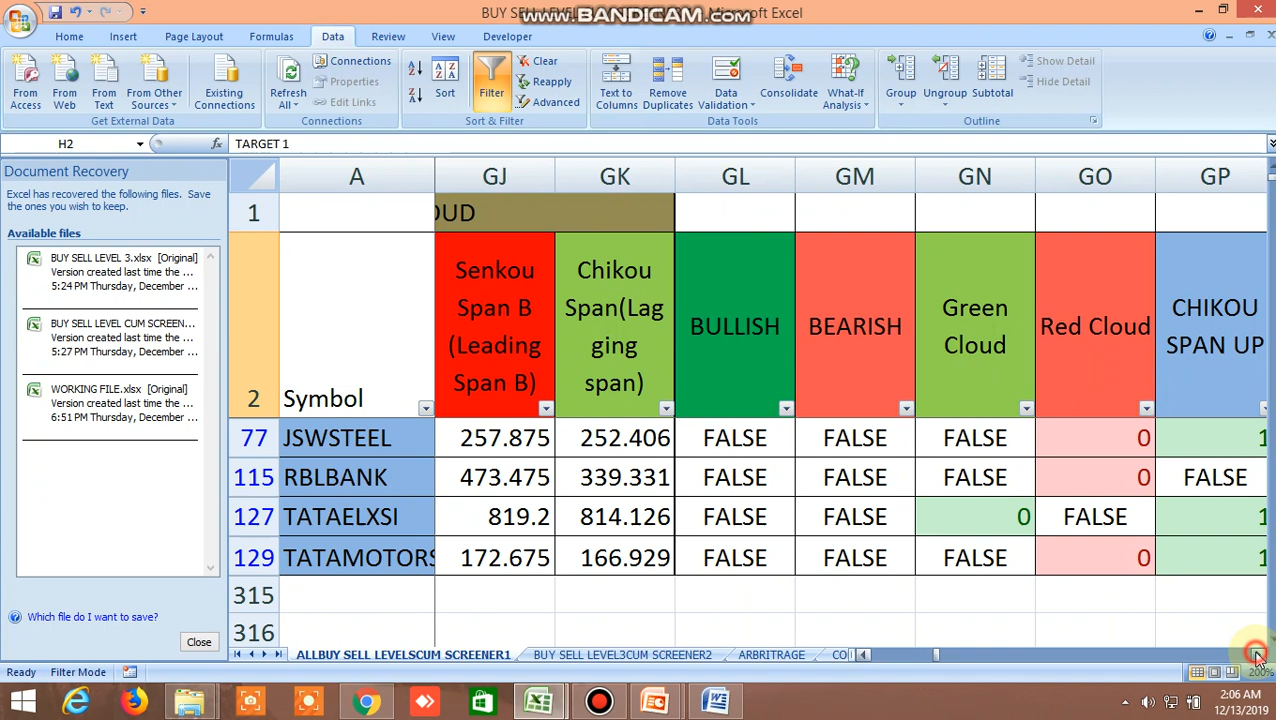 BUY SELL LEVEL
www.BANDICAM.com
Microsoft Excel
Home Insert Page Layout Formulas Data Review View Developer
From Access
From Web
From Text
From Other Sources
Existing Connections
Get External Data
Refresh All
Connections
Properties
Edit Links
Connections
Sort
Filter
Clear
Reapply
Advanced
Sort & Filter
Text to Columns
Remove Duplicates
Data Validation
Consolidate
What-If Analysis
Data Tools
Group
Ungroup
Subtotal
Show Detail
Hide Detail
Outline
H2 fx TARGET 1
Document Recovery
Excel has recovered the following files. Save
the ones you wish to keep.
Available files
BUY SELL LEVEL 3.xlsx [Original]
Version created last time the ...
5:24 PM Thursday, December ...
BUY SELL LEVEL CUM SCREEN...
Version created last time the ...
5:27 PM Thursday, December ...
WORKING FILE.xlsx [Original]
Version created last time the ...
6:51 PM Thursday, December ...
Which file do I want to save?
Close
A GJ GK GL GM GN GO GP
1 OUD
2 Symbol
Senkou Span B (Leading Span B)
Chikou Span(Lagging span)
BULLISH
BEARISH
Green Cloud
Red Cloud
CHIKOU SPAN UP
77 JSWSTEEL 257.875 252.406 FALSE FALSE FALSE 0 1
115 RBLBANK 473.475 339.331 FALSE FALSE FALSE 0 FALSE
127 TATAELXSI 819.2 814.126 FALSE FALSE 0 FALSE 1
129 TATAMOTORS 172.675 166.929 FALSE FALSE FALSE 0 1
315
316
ALLBUY SELL LEVELSCUM SCREENER1 BUY SELL LEVEL3CUM SCREENER2 ARBRITRAGE CO
Ready Filter Mode 200%
2:06 AM
12/13/2019